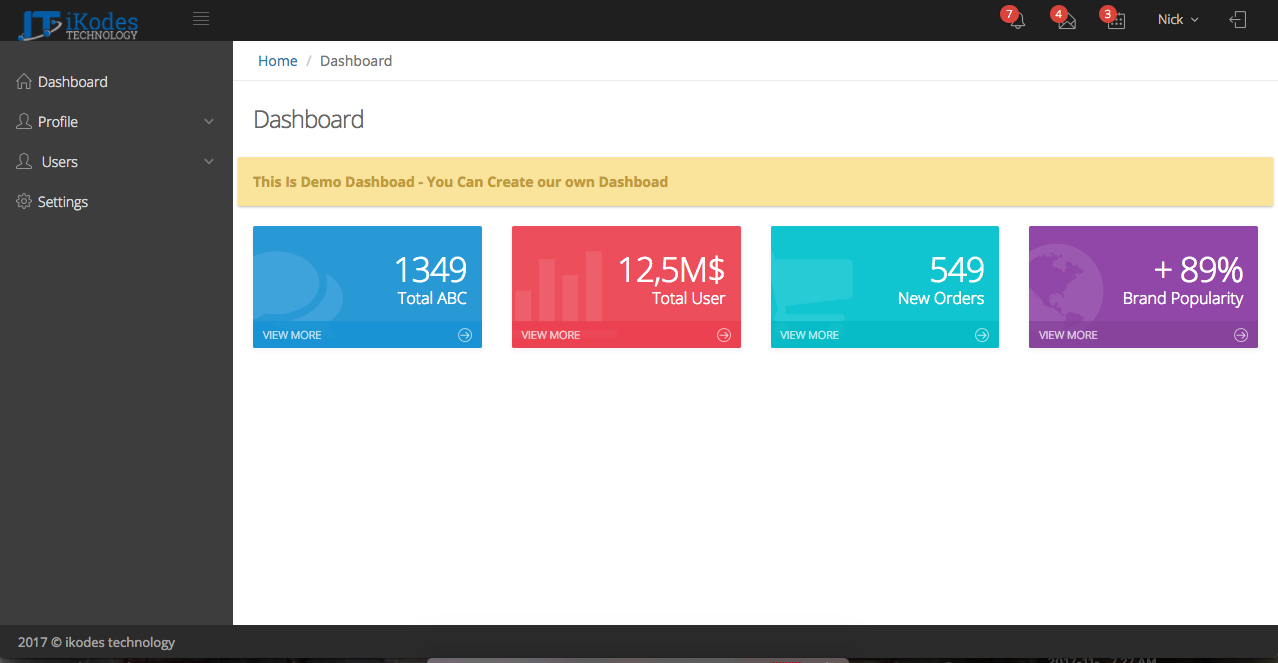 iKodes
TECHNOLOGY
7
4
3
Nick
Dashboard
Profile
Users
Settings
Home / Dashboard
Dashboard
This Is Demo Dashboad - You Can Create our own Dashboad
1349
Total ABC
VIEW MORE
12,5M$
Total User
VIEW MORE
549
New Orders
VIEW MORE
+ 89%
Brand Popularity
VIEW MORE
2017 © ikodes technology